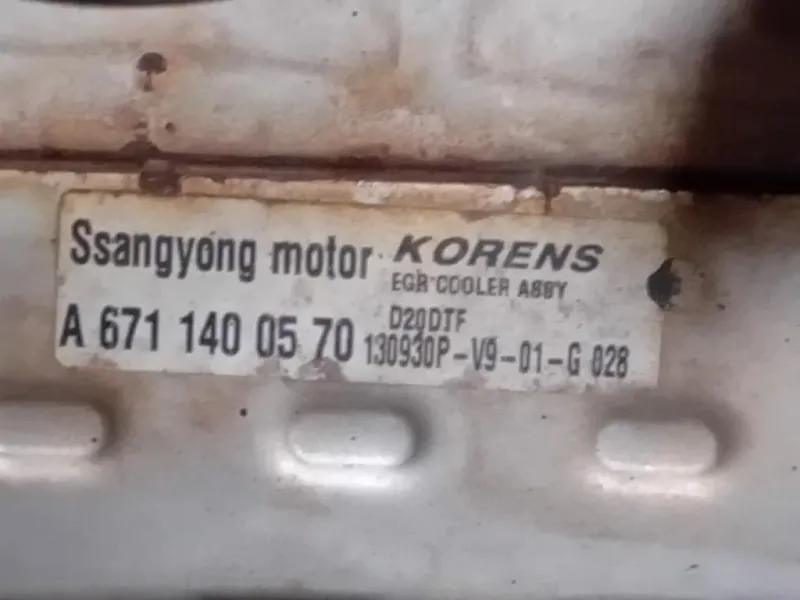 Ssangyong motor KORENS
EGR COOLER ASSY
D20DTF
A 671 140 05 70 130930P-V9-01-G 028